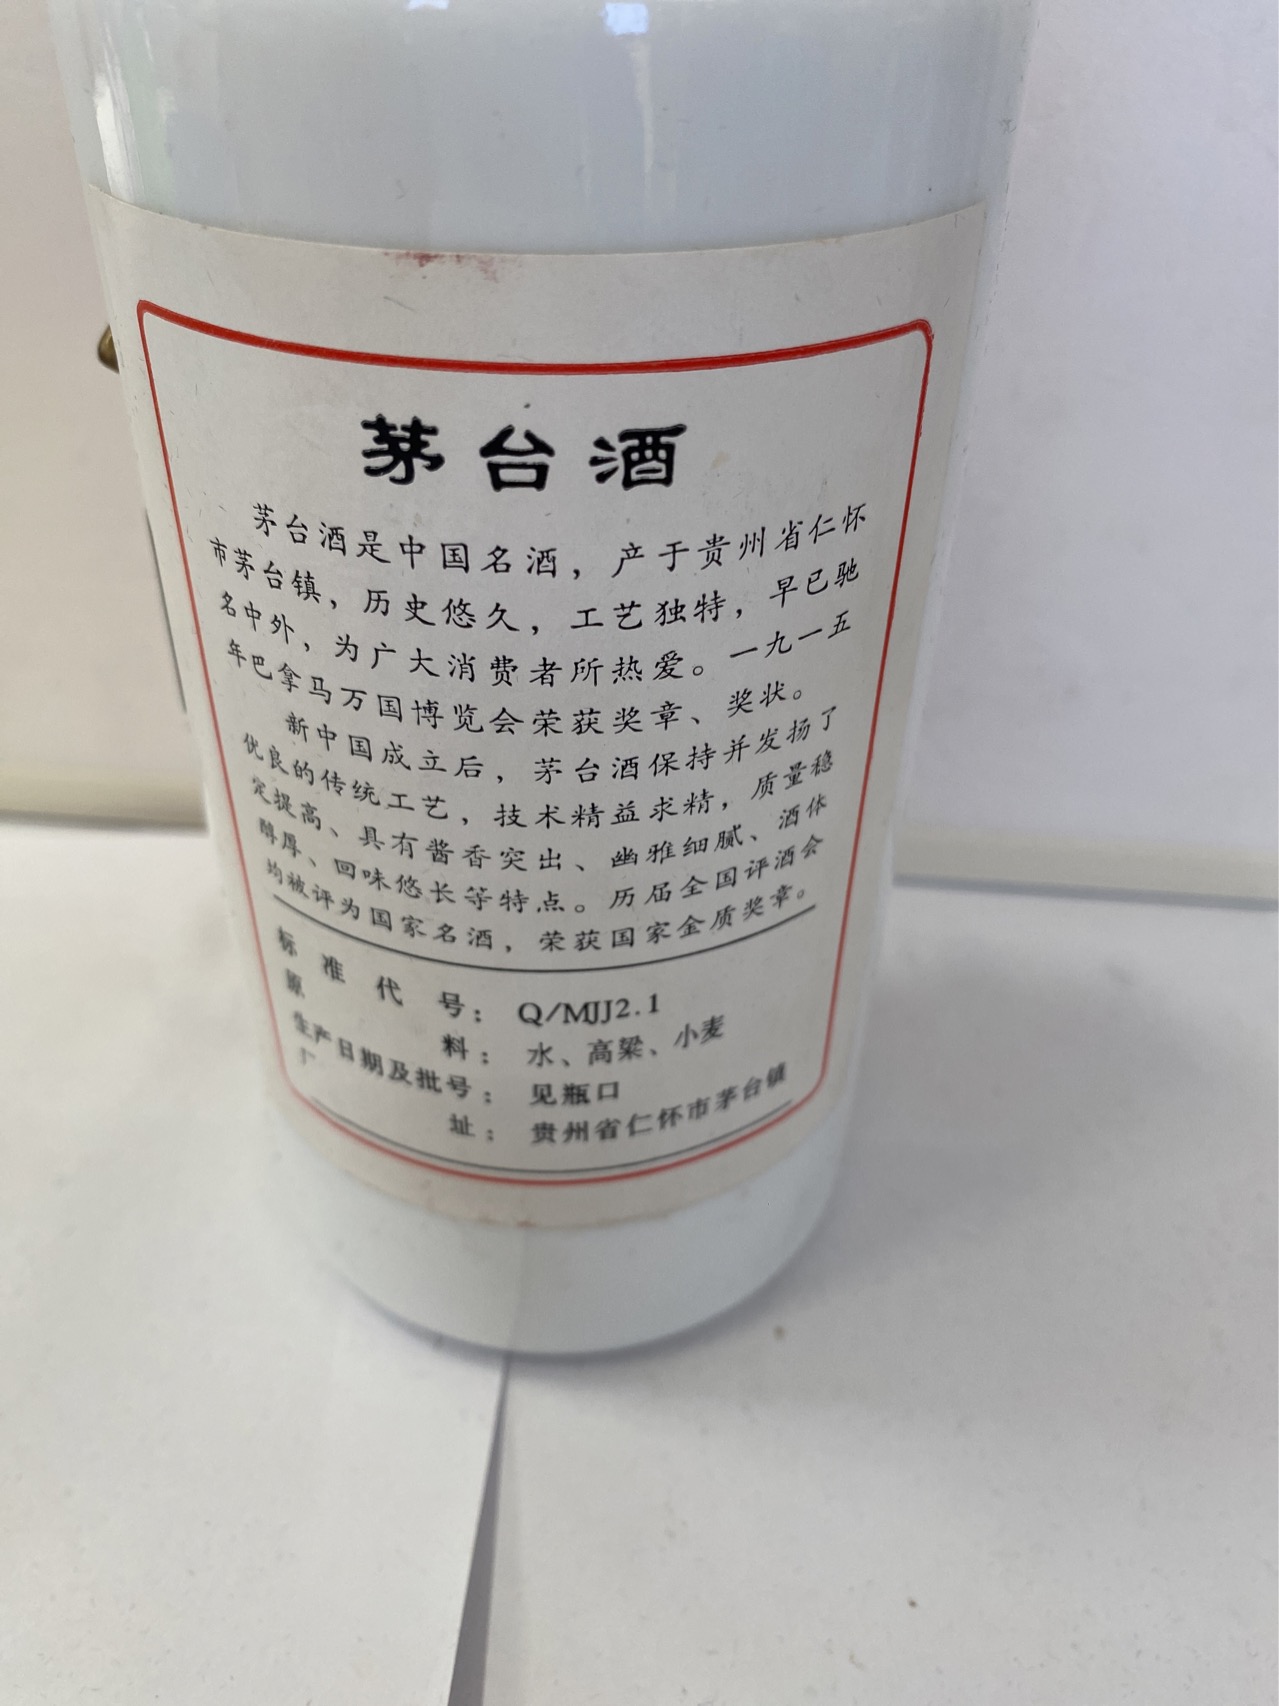 茅台酒
茅台酒是中国名酒，产于贵州省仁怀
市茅台镇，历史悠久，工艺独特，早已驰
名中外，为广大消费者所热爱。一九一五
年巴拿马万国博览会荣获奖章、奖状。
新中国成立后，茅台酒保持并发扬了
优良的传统工艺，技术精益求精，质量稳
定提高、具有酱香突出、幽雅细腻、酒体
醇厚、回味悠长等特点。历届全国评酒会
均被评为国家名酒，荣获国家金质奖章。
标准代号：Q/MJJ2.1
原料：水、高粱、小麦
生产日期及批号：见瓶口
厂址：贵州省仁怀市茅台镇